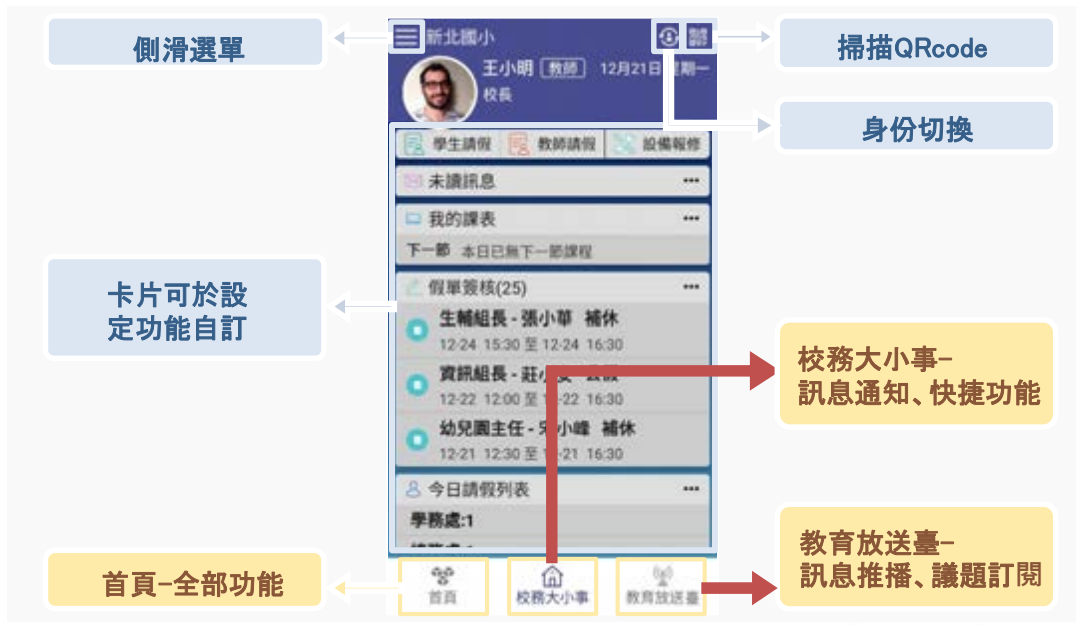 側滑選單
新北國小
掃描QRcode
王小明 教師 12月21日 星期一
校長
身份切換
學生請假 教師請假 設備報修
未讀訊息
我的課表
下一節 本日已無下一節課程
卡片可於設
定功能自訂
假單簽核(25)
生輔組長 - 張小華 補休
12-24 15:30 至 12-24 16:30
資訊組長 - 莊小
12-22 12:00 至 -22 16:30
幼兒園主任 - 小峰 補休
12-21 12:30 至 -21 16:30
校務大小事-
訊息通知、快捷功能
今日請假列表
學務處:1
教育放送臺-
訊息推播、議題訂閱
首頁-全部功能
首頁
校務大小事
教育放送臺